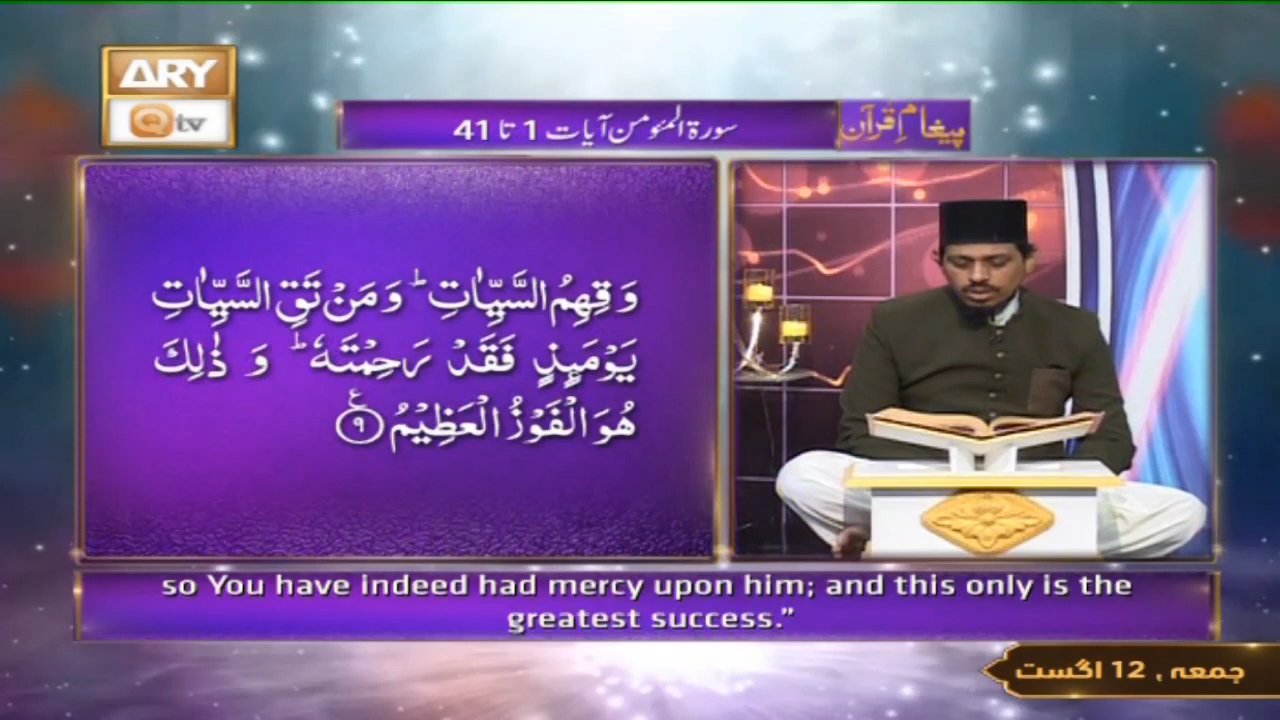 ARY
Qtv
پیغامِ قرآن
سورۃ المئومن آیات 1 تا 41
وَقِهِمُ السَّيِّاٰتِ ؕ وَمَنْ تَقِ السَّيِّاٰتِ
يَوْمَىِٕذٍ فَقَدْ رَحِمْتَهٗ ؕ وَ ذٰلِكَ
هُوَ الْفَوْزُ الْعَظِيْمُ ۹ ع
so You have indeed had mercy upon him; and this only is the
greatest success.”
جمعہ , 12 اگست